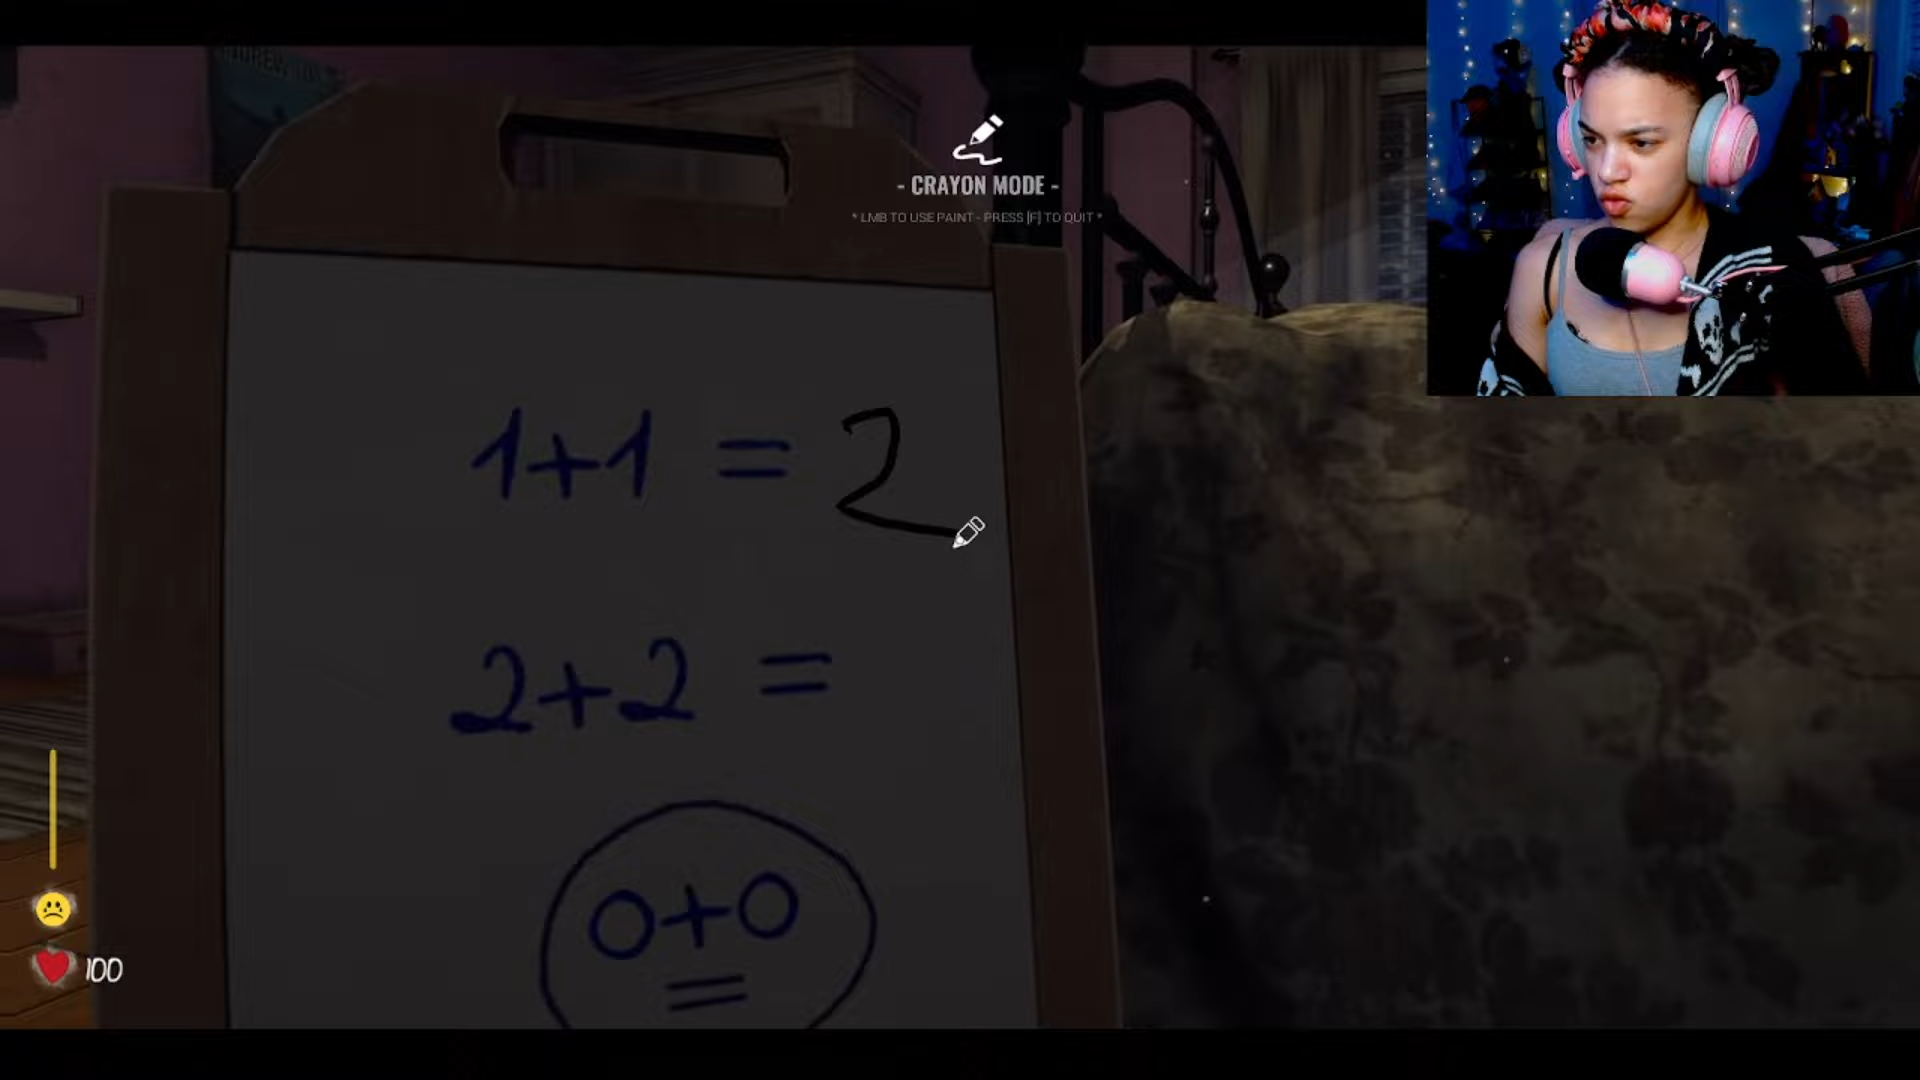 - CRAYON MODE -
* LMB TO USE PAINT - PRESS [F] TO QUIT *
1+1 = 2
2+2 =
0+0
=
100